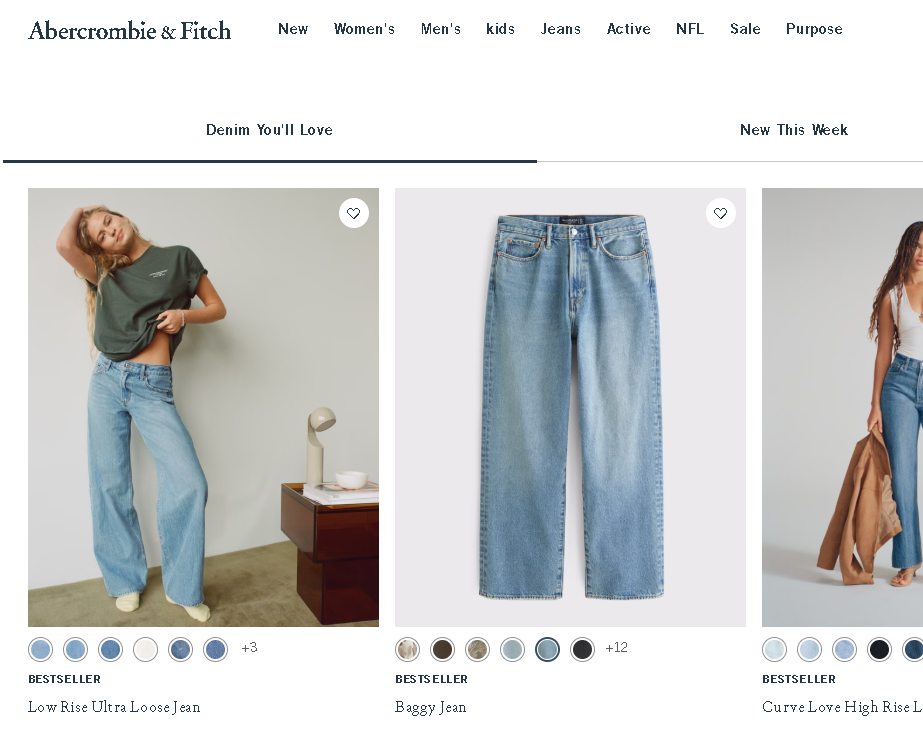 Abercrombie & Fitch
New Women's Men's kids Jeans Active NFL Sale Purpose
Denim You'll Love
New This Week
+3
+12
BESTSELLER
BESTSELLER
BESTSELLER
Low Rise Ultra Loose Jean
Baggy Jean
Curve Love High Rise L